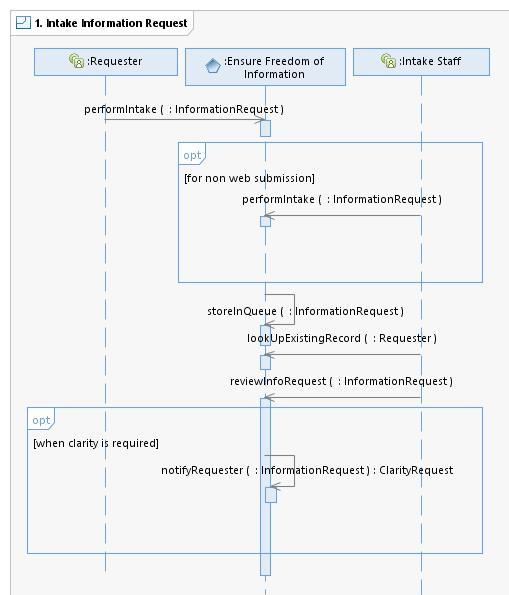 1. Intake Information Request
:Requester
:Ensure Freedom of
Information
:Intake Staff
performIntake ( : InformationRequest )
opt
[for non web submission]
performIntake ( : InformationRequest )
storeInQueue ( : InformationRequest )
lookUpExistingRecord ( : Requester )
reviewInfoRequest ( : InformationRequest )
opt
[when clarity is required]
notifyRequester ( : InformationRequest ) : ClarityRequest